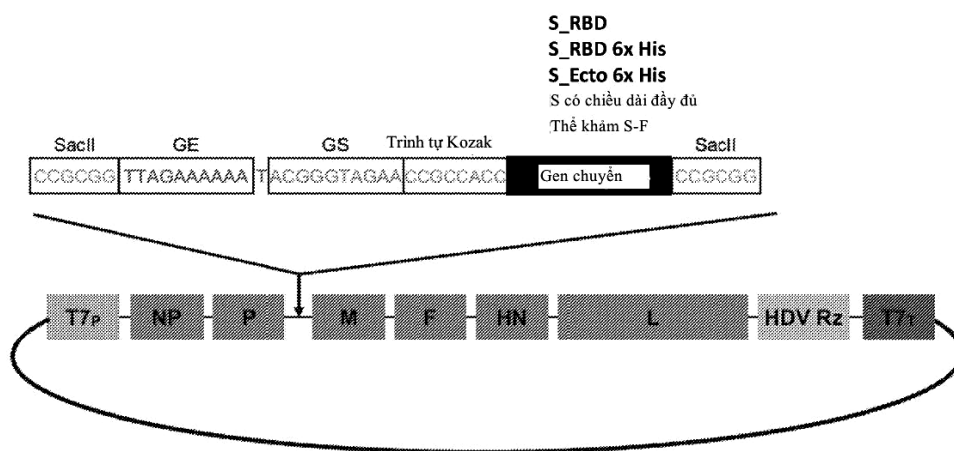 S_RBD
S_RBD 6x His
S_Ecto 6x His
S có chiều dài đầy đủ
Thể khảm S-F
SacII GE GS Trình tự Kozak SacII
CCGCGG TTAGAAAAAA T ACGGGTAGAA CCGCCACC Gen chuyển CCGCGG
T7P NP P M F HN L HDV Rz T7T